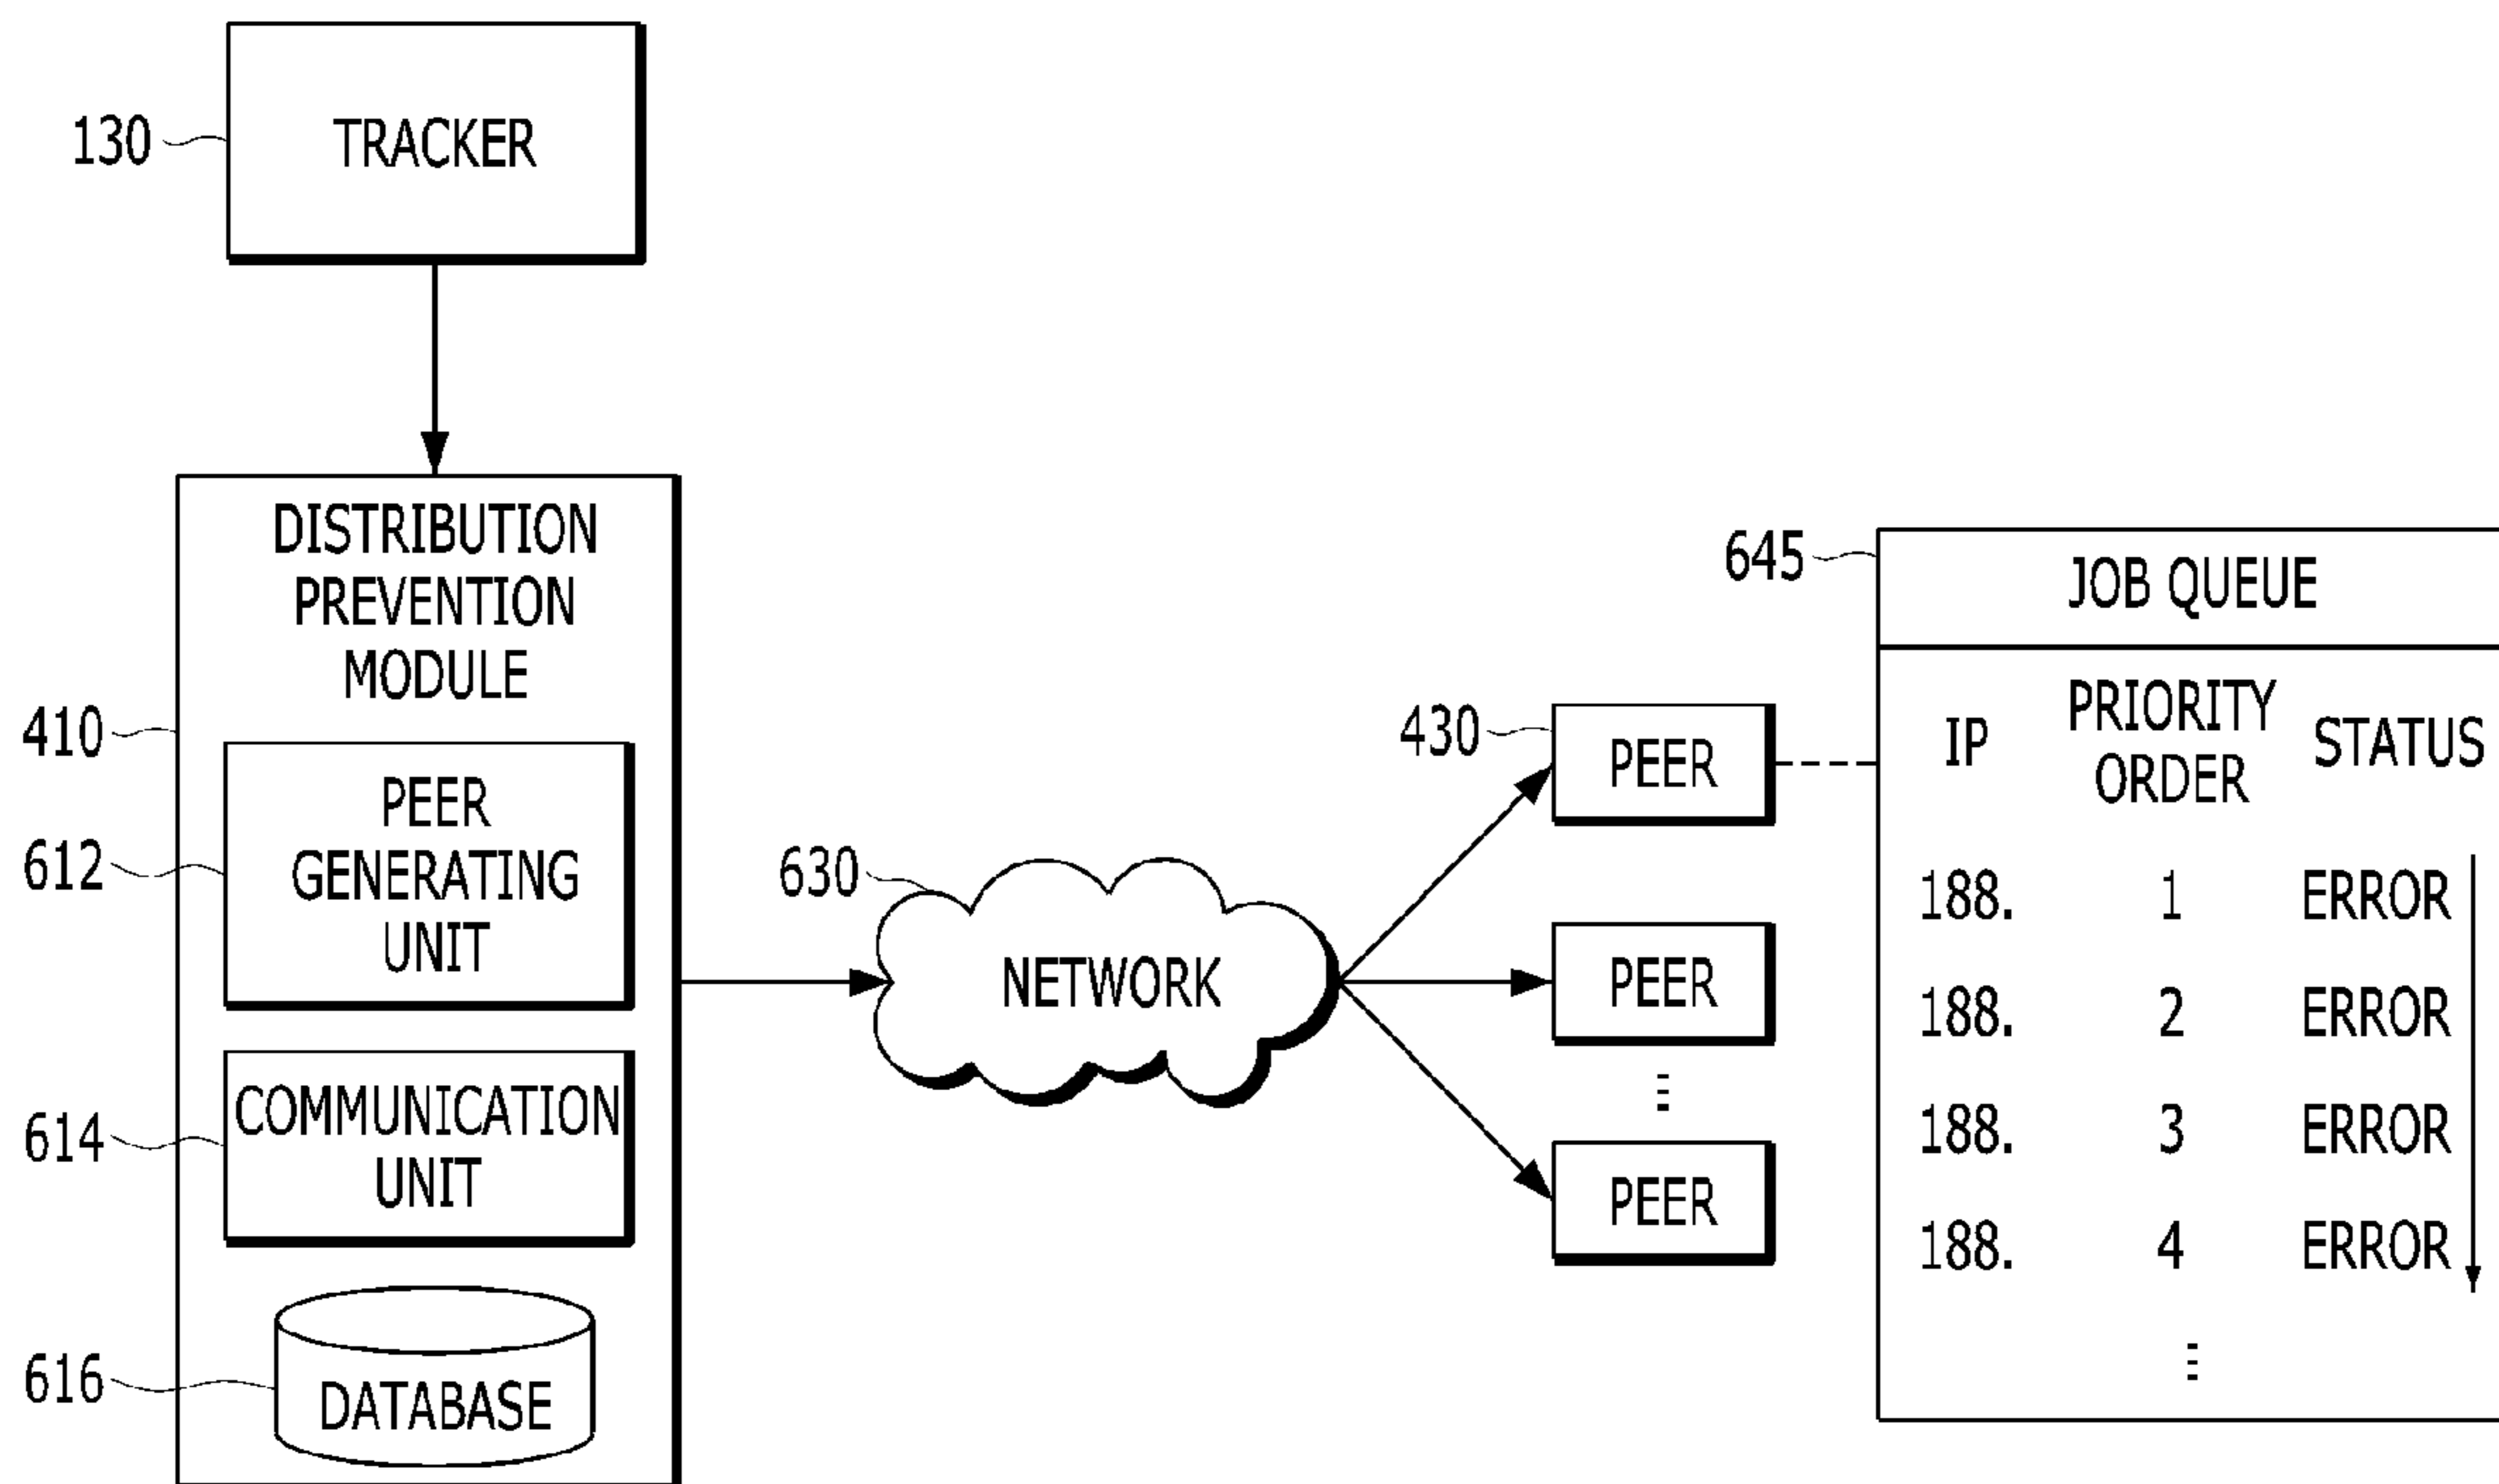 130
TRACKER
DISTRIBUTION
PREVENTION
MODULE
410
PEER
GENERATING
UNIT
612
COMMUNICATION
UNIT
614
DATABASE
616
630
NETWORK
430
PEER
PEER
PEER
645
JOB QUEUE
IP PRIORITY ORDER STATUS
188. 1 ERROR
188. 2 ERROR
188. 3 ERROR
188. 4 ERROR